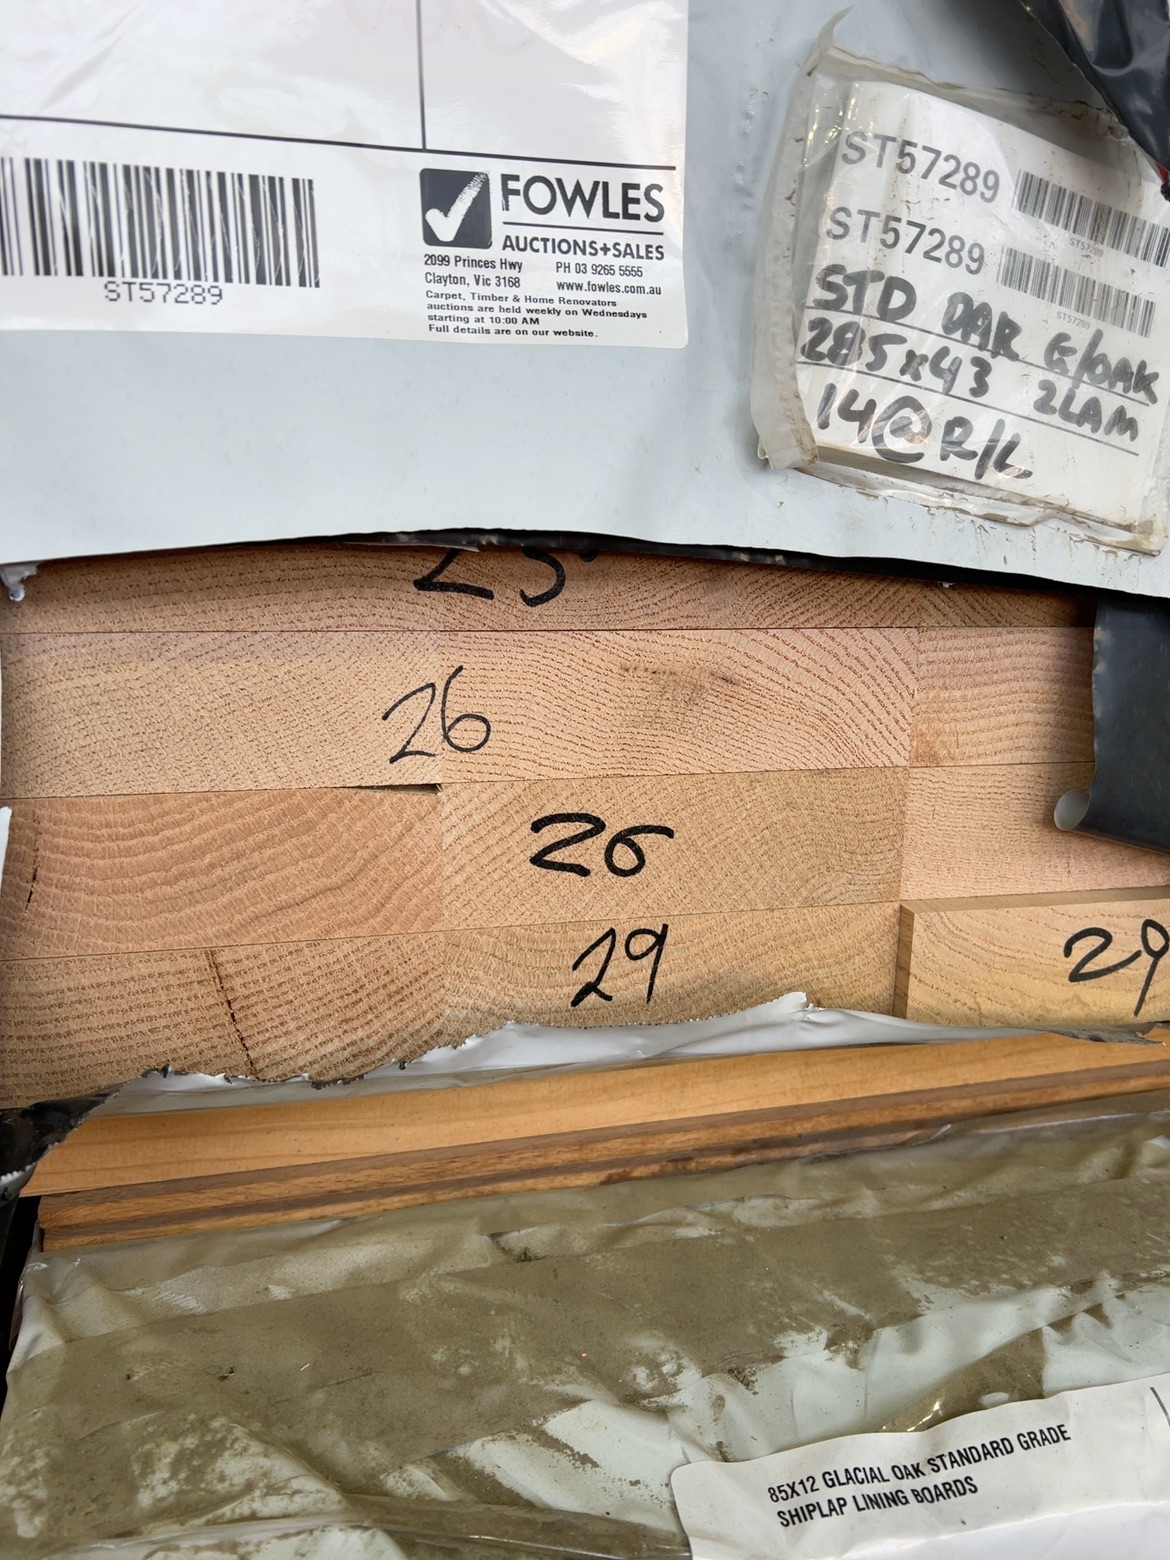 ST57289
FOWLES
AUCTIONS+SALES
2099 Princes Hwy PH 03 9265 5555
Clayton, Vic 3168 www.fowles.com.au
Carpet, Timber & Home Renovators
auctions are held weekly on Wednesdays
starting at 10:00 AM
Full details are on our website.
ST57289
ST57289
ST57289
ST57289
STD DAR E/OAK
285x43 2LAM
14@R/L
26
26
29
29
85X12 GLACIAL OAK STANDARD GRADE
SHIPLAP LINING BOARDS